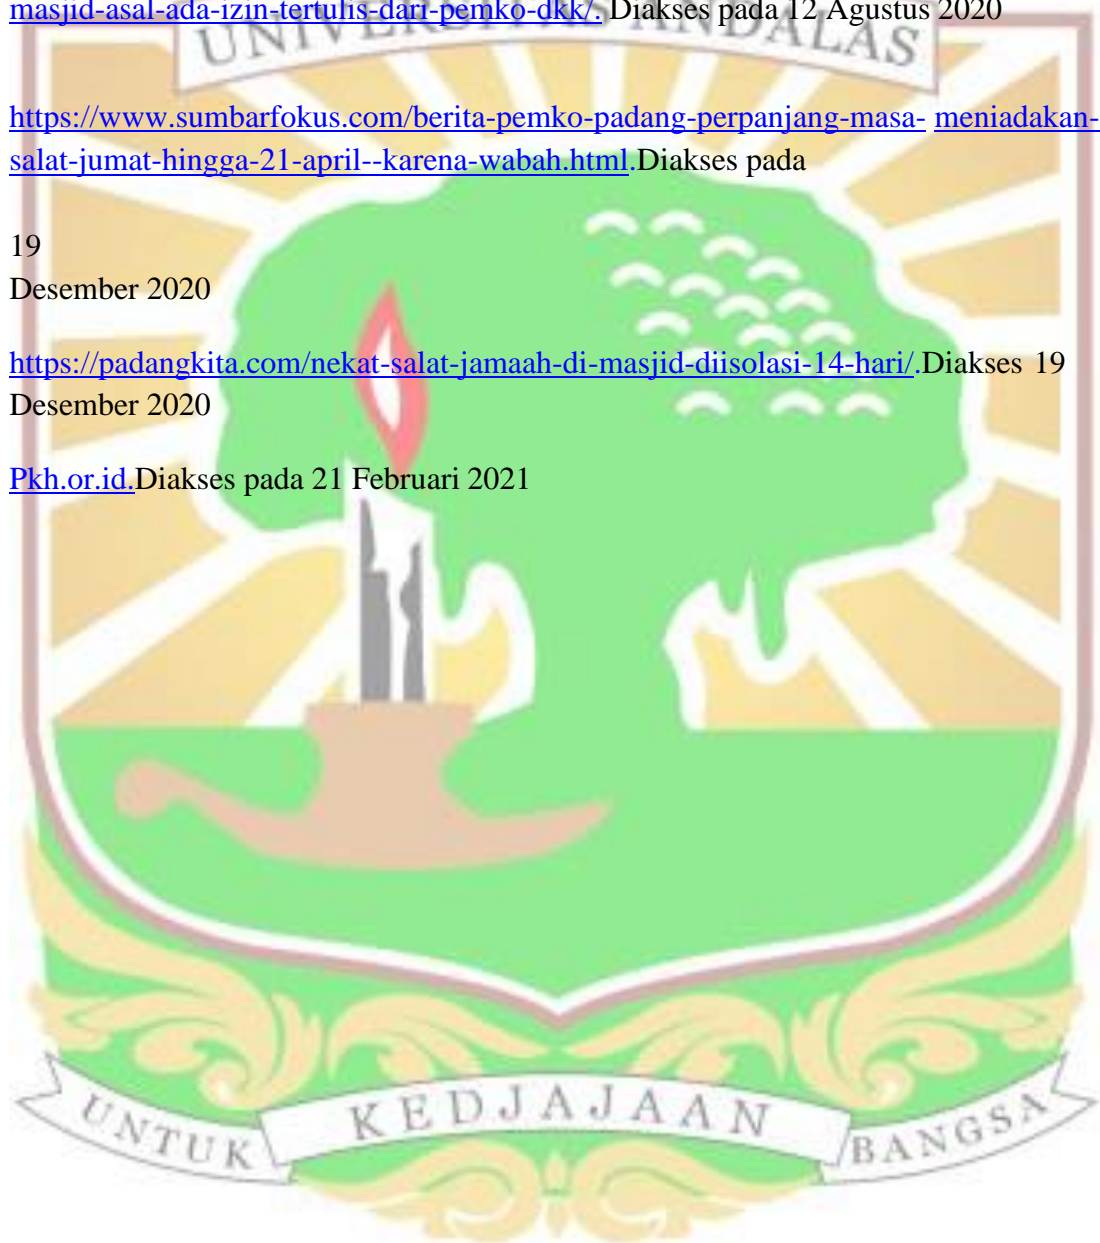 masjid-asal-ada-izin-tertulis-dari-pemko-dkk/. Diakses pada 12 Agustus 2020
UNIVERSITAS ANDALAS
https://www.sumbarfokus.com/berita-pemko-padang-perpanjang-masa- meniadakan-
salat-jumat-hingga-21-april--karena-wabah.html.Diakses pada
19
Desember 2020
https://padangkita.com/nekat-salat-jamaah-di-masjid-diisolasi-14-hari/.Diakses 19
Desember 2020
Pkh.or.id.Diakses pada 21 Februari 2021
UNTUK KEDJAJAAN BANGSA